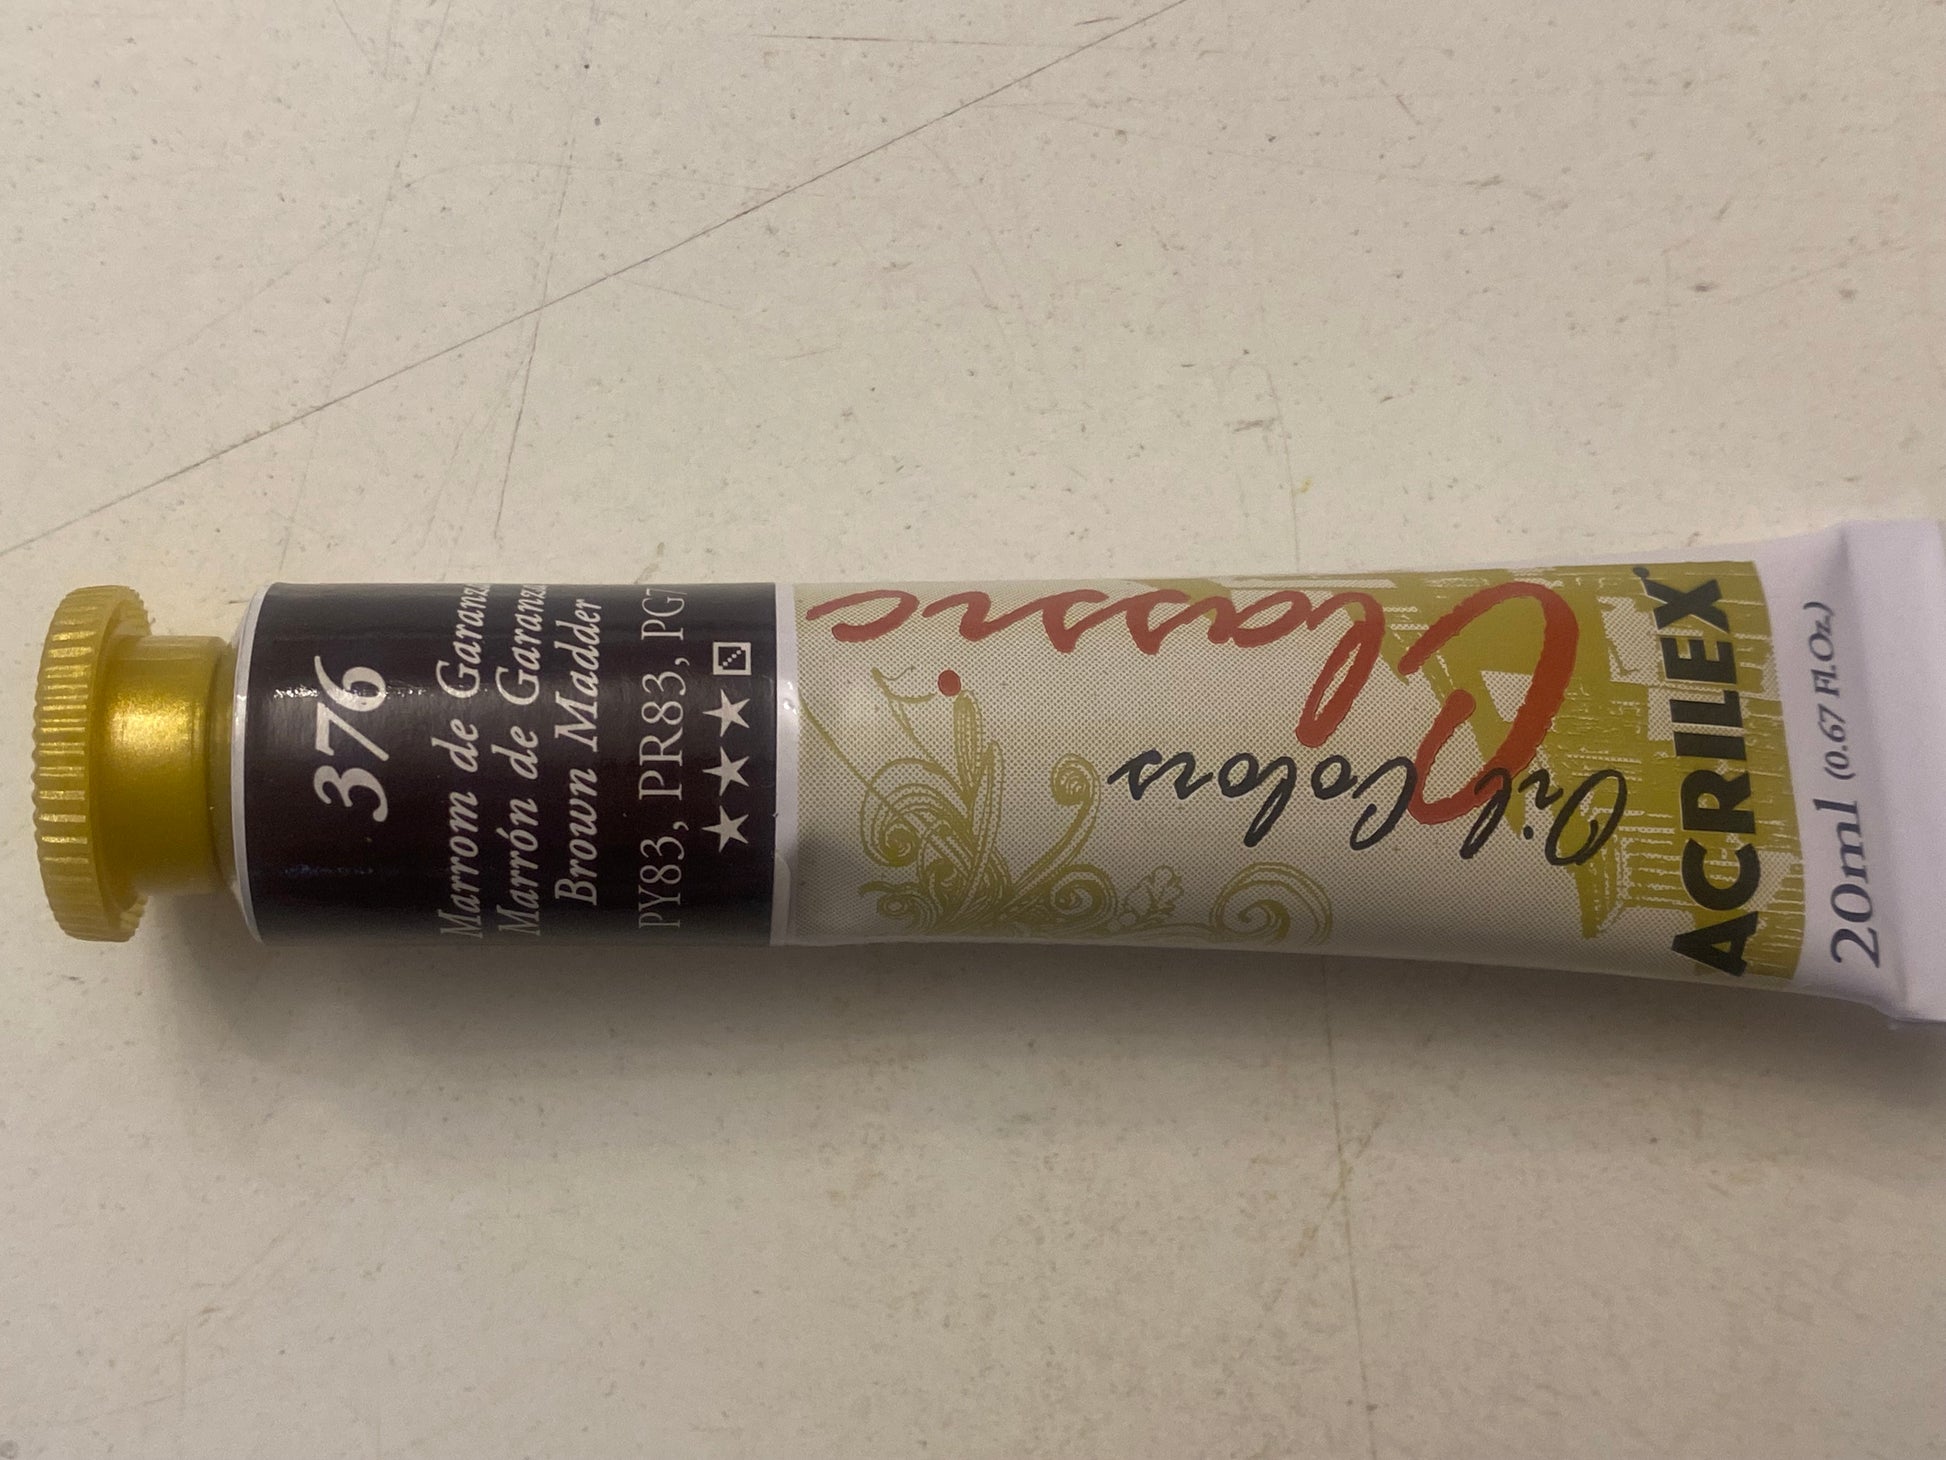 376
Marrom de Garanza
Marrón de Garanza
Brown Madder
PY83, PR83, PG7
Oil Colors
Classic
ACRILEX®
20ml (0.67 Fl.Oz.)